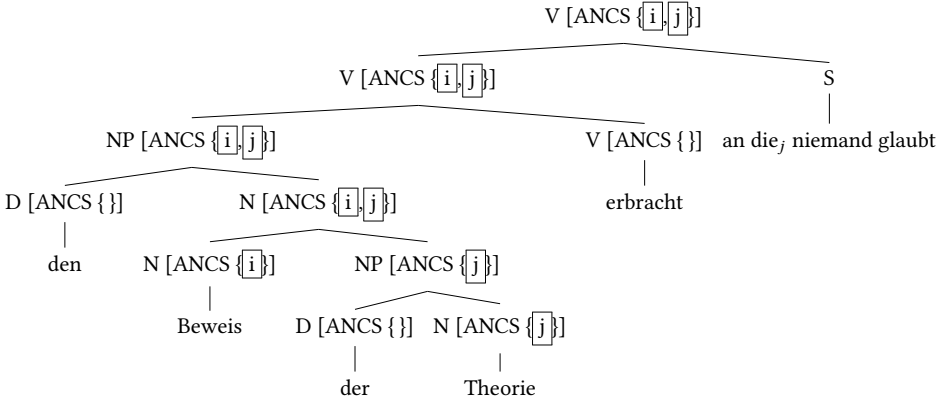 V [ANCS {i,j}]
V [ANCS {i,j}] S
NP [ANCS {i,j}] V [ANCS {}] an die_j niemand glaubt
D [ANCS {}] N [ANCS {i,j}] erbracht
den N [ANCS {i}] NP [ANCS {j}]
Beweis D [ANCS {}] N [ANCS {j}]
der Theorie